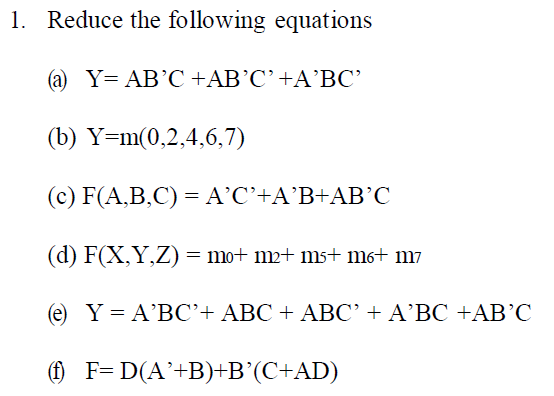 1. Reduce the following equations
(a) Y= AB’C +AB’C’ +A’BC’
(b) Y=m(0,2,4,6,7)
(c) F(A,B,C) = A’C’+A’B+AB’C
(d) F(X,Y,Z) = m0+ m2+ m5+ m6+ m7
(e) Y = A’BC’+ ABC + ABC’ + A’BC +AB’C
(f) F= D(A’+B)+B’(C+AD)